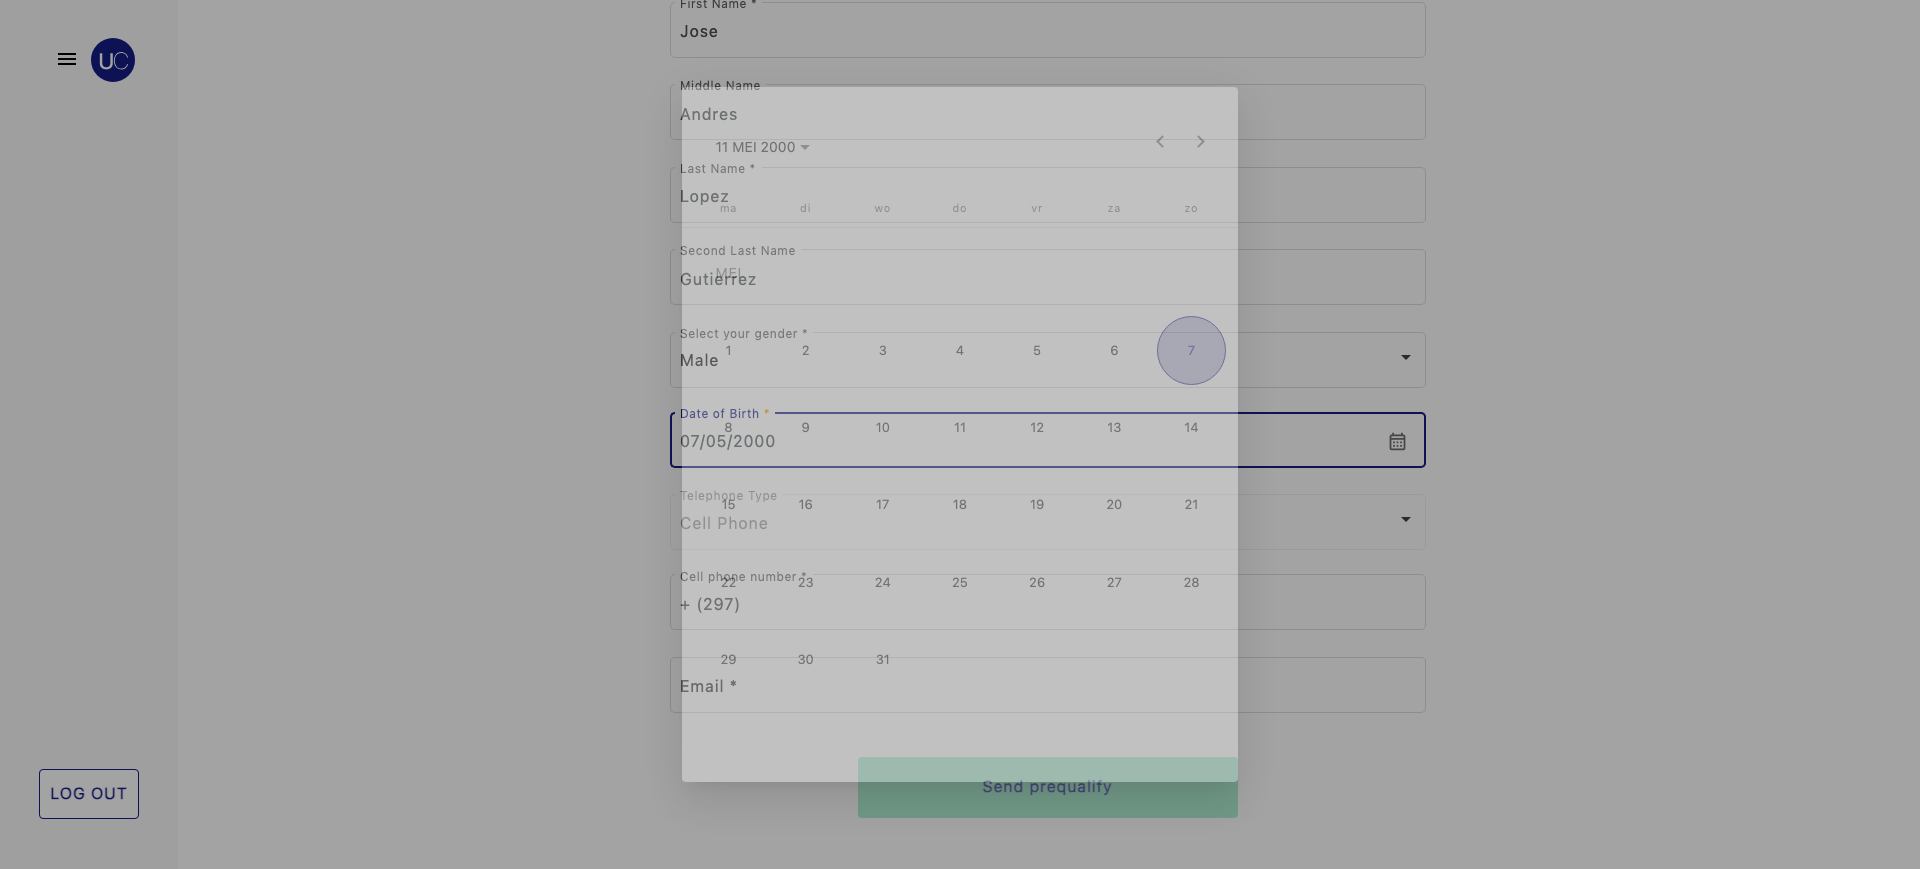 First Name *
Jose
UC
Middle Name
Andres
11 MEI 2000
Last Name *
Lopez
ma di wo do vr za zo
Second Last Name
MEI
Gutierrez
Select your gender *
Male
1 2 3 4 5 6 7
Date of Birth *
8 9 10 11 12 13 14
07/05/2000
Telephone Type
15 16 17 18 19 20 21
Cell Phone
Cell phone number *
22 23 24 25 26 27 28
+ (297)
29 30 31
Email *
Send prequalify
LOG OUT